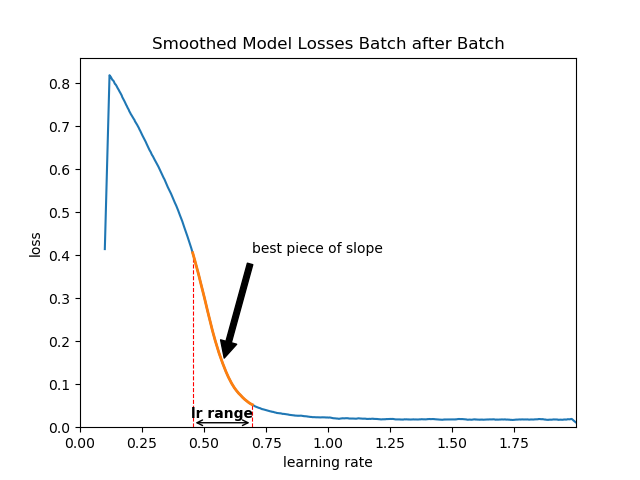 Smoothed Model Losses Batch after Batch
0.8
0.7
0.6
0.5
0.4
0.3
0.2
0.1
0.0
loss
best piece of slope
lr range
0.00 0.25 0.50 0.75 1.00 1.25 1.50 1.75
learning rate